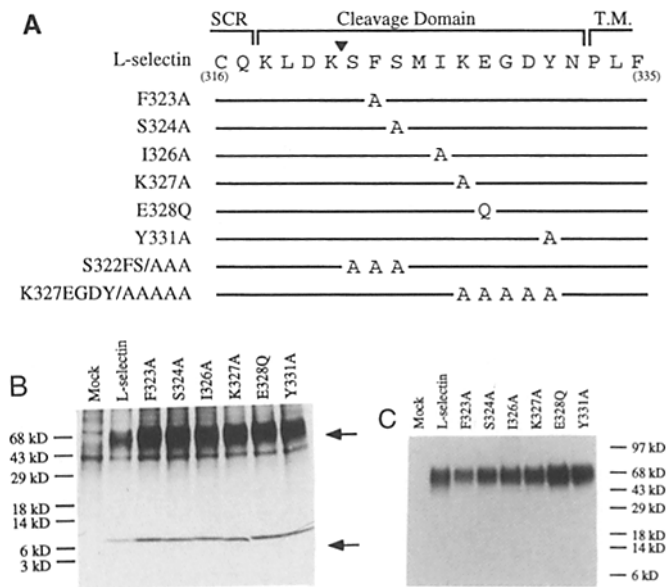 A
SCR Cleavage Domain T.M.
L-selectin C Q K L D K S F S M I K E G D Y N P L F
(316) (335)
F323A A
S324A A
I326A A
K327A A
E328Q Q
Y331A A
S322FS/AAA A A A
K327EGDY/AAAAA A A A A A
B
Mock L-selectin F323A S324A I326A K327A E328Q Y331A
68 kD
43 kD
29 kD
18 kD
14 kD
6 kD
3 kD
C
Mock L-selectin F323A S324A I326A K327A E328Q Y331A
97 kD
68 kD
43 kD
29 kD
18 kD
14 kD
6 kD